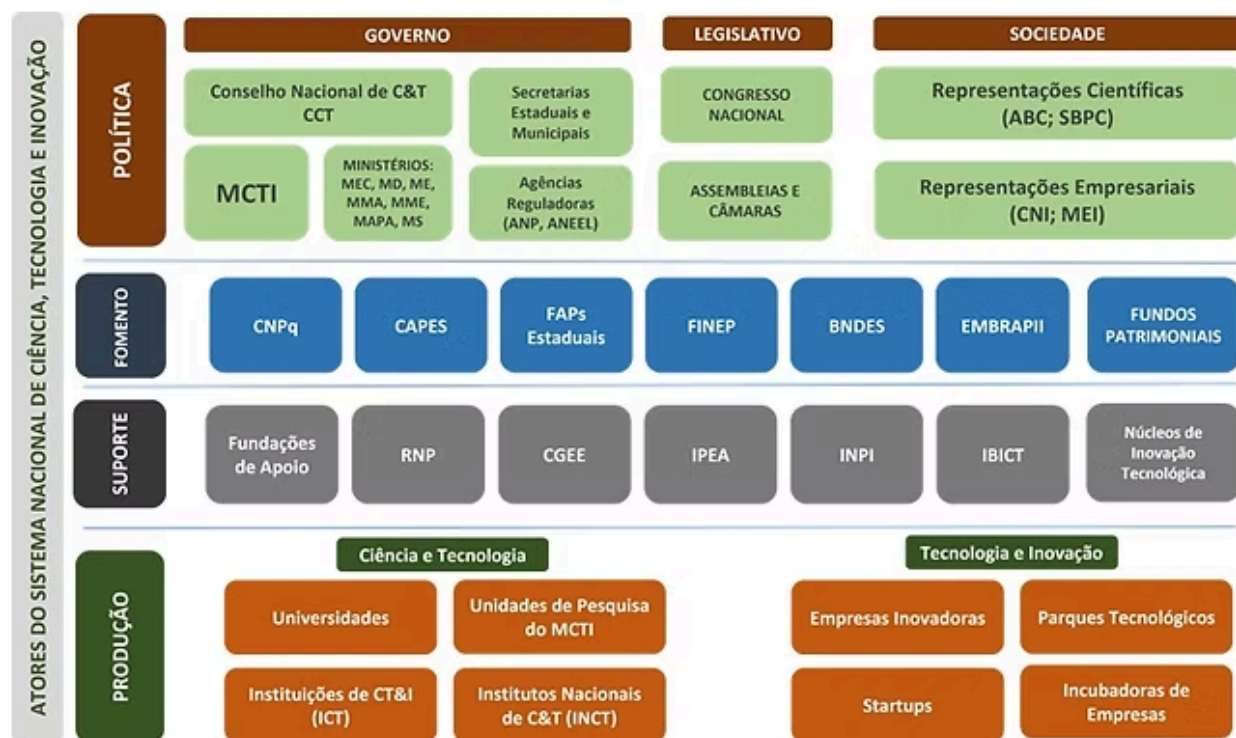 ATORES DO SISTEMA NACIONAL DE CIÊNCIA, TECNOLOGIA E INOVAÇÃO
POLÍTICA
GOVERNO
LEGISLATIVO
SOCIEDADE
Conselho Nacional de C&T
CCT
Secretarias
Estaduais e
Municipais
CONGRESSO
NACIONAL
Representações Científicas
(ABC; SBPC)
MCTI
MINISTÉRIOS:
MEC, MD, ME,
MMA, MME,
MAPA, MS
Agências
Reguladoras
(ANP, ANEEL)
ASSEMBLEIAS E
CÂMARAS
Representações Empresariais
(CNI; MEI)
FOMENTO
CNPq
CAPES
FAPs
Estaduais
FINEP
BNDES
EMBRAPII
FUNDOS
PATRIMONIAIS
SUPORTE
Fundações
de Apoio
RNP
CGEE
IPEA
INPI
IBICT
Núcleos de
Inovação
Tecnológica
PRODUÇÃO
Ciência e Tecnologia
Tecnologia e Inovação
Universidades
Unidades de Pesquisa
do MCTI
Empresas Inovadoras
Parques Tecnológicos
Instituições de CT&I
(ICT)
Institutos Nacionais
de C&T (INCT)
Startups
Incubadoras de
Empresas